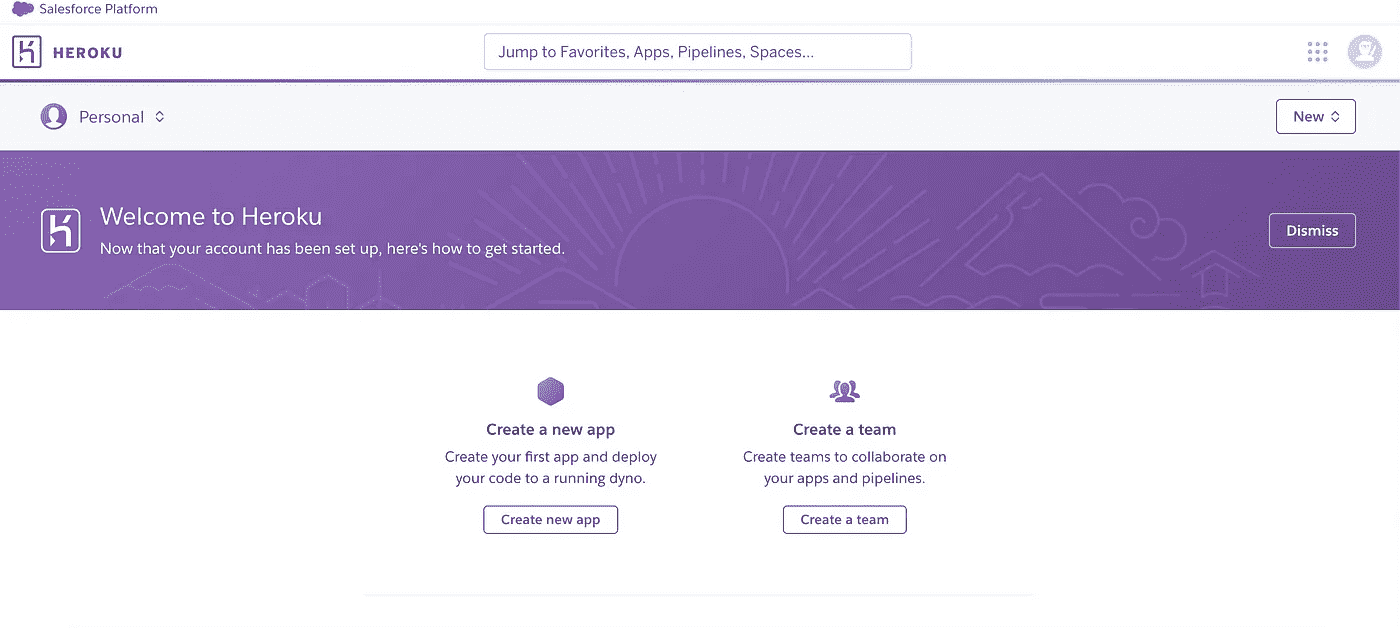 Salesforce Platform
HEROKU
Jump to Favorites, Apps, Pipelines, Spaces...
Personal
New
Welcome to Heroku
Now that your account has been set up, here's how to get started.
Dismiss
Create a new app
Create your first app and deploy
your code to a running dyno.
Create new app
Create a team
Create teams to collaborate on
your apps and pipelines.
Create a team